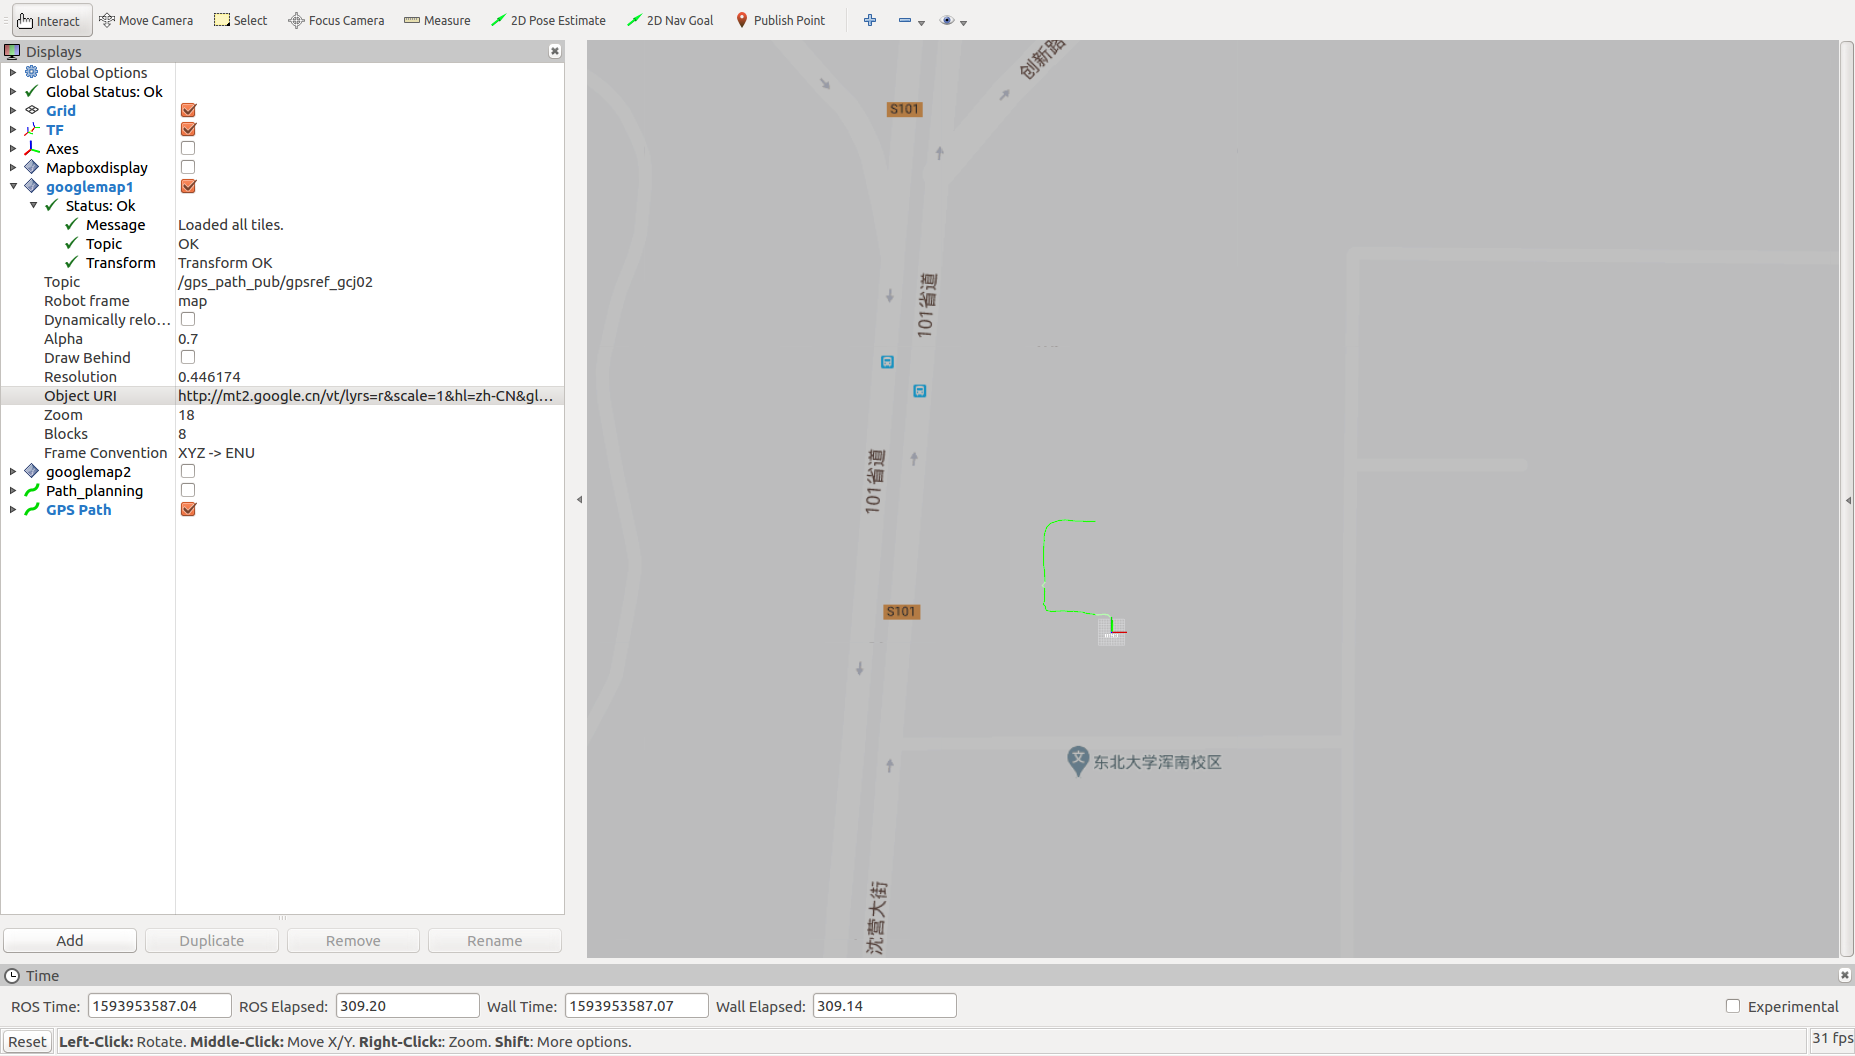 Interact Move Camera Select Focus Camera Measure 2D Pose Estimate 2D Nav Goal Publish Point
Displays
Global Options
Global Status: Ok
Grid
TF
Axes
Mapboxdisplay
googlemap1
Status: Ok
Message Loaded all tiles.
Topic OK
Transform Transform OK
Topic /gps_path_pub/gpsref_gcj02
Robot frame map
Dynamically relo...
Alpha 0.7
Draw Behind
Resolution 0.446174
Object URI http://mt2.google.cn/vt/lyrs=r&scale=1&hl=zh-CN&gl...
Zoom 18
Blocks 8
Frame Convention XYZ -> ENU
googlemap2
Path_planning
GPS Path
Add Duplicate Remove Rename
创新路
S101
101省道
101省道
S101
东北大学浑南校区
沈营大街
Time
ROS Time: 1593953587.04 ROS Elapsed: 309.20 Wall Time: 1593953587.07 Wall Elapsed: 309.14 Experimental
Reset Left-Click: Rotate. Middle-Click: Move X/Y. Right-Click:: Zoom. Shift: More options. 31 fps